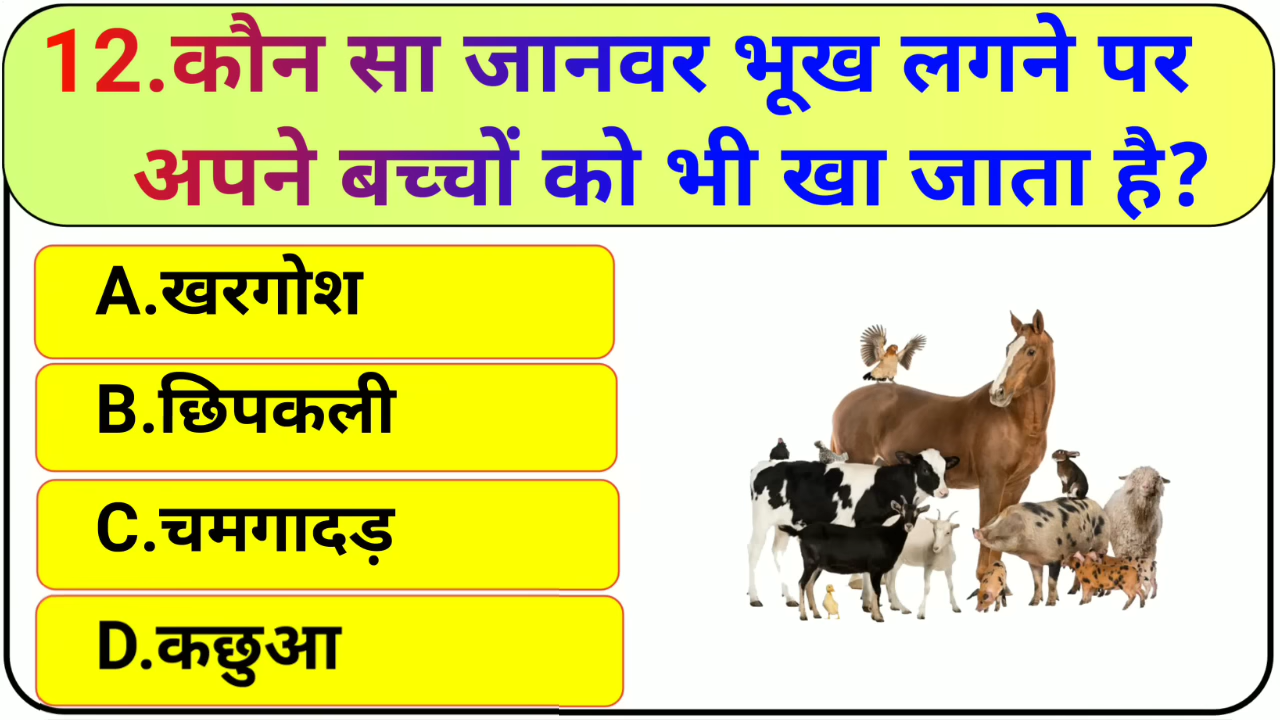 12.कौन सा जानवर भूख लगने पर
अपने बच्चों को भी खा जाता है?
A.खरगोश
B.छिपकली
C.चमगादड़
D.कछुआ